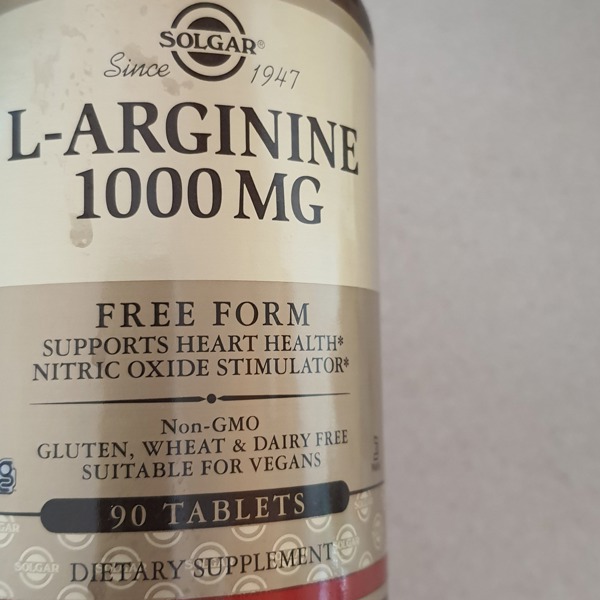 SOLGAR®
Since 1947
L-ARGININE
1000 MG
FREE FORM
SUPPORTS HEART HEALTH*
NITRIC OXIDE STIMULATOR*
Non-GMO
GLUTEN, WHEAT & DAIRY FREE
SUITABLE FOR VEGANS
90 TABLETS
SOLGAR
DIETARY SUPPLEMENT